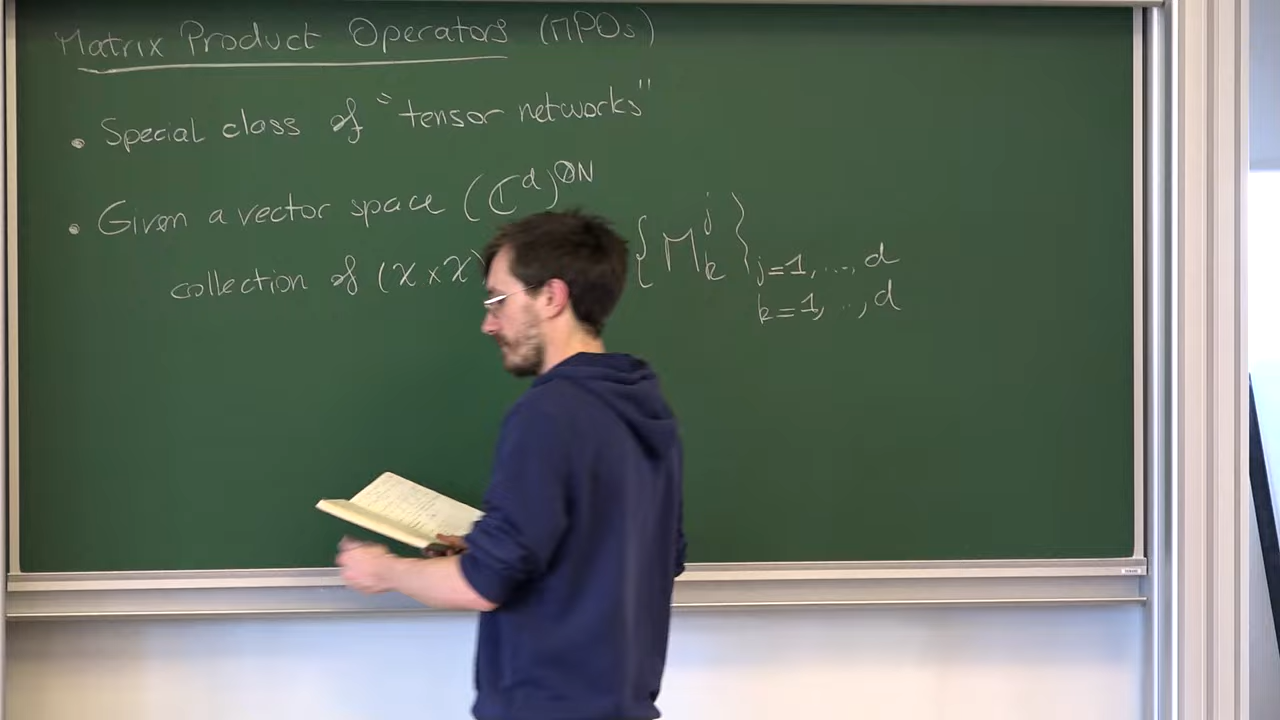 Matrix Product Operators (MPOs)
• Special class of "tensor networks"
• Given a vector space (ℂ^d)^{⊗N}
collection of (χ×χ) {M^j_k}_{j=1,...,d
k=1,..,d}